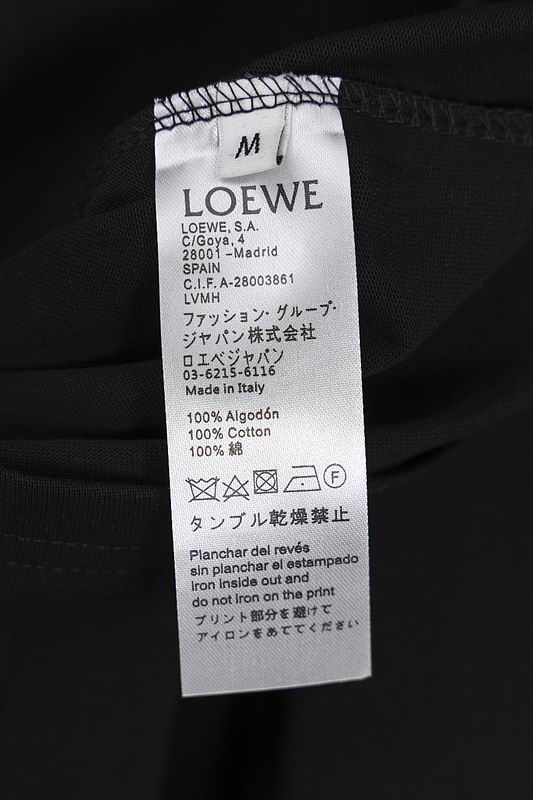 M
LOEWE
LOEWE, S.A.
C/Goya, 4
28001 -Madrid
SPAIN
C.I.F. A-28003861
LVMH
ファッション・グループ・
ジャパン株式会社
ロエベジャパン
03-6215-6116
Made in Italy
100% Algodón
100% Cotton
100% 綿
F
タンブル乾燥禁止
Planchar del revés
sin planchar el estampado
iron inside out and
do not iron on the print
プリント部分を避けて
アイロンをあててください